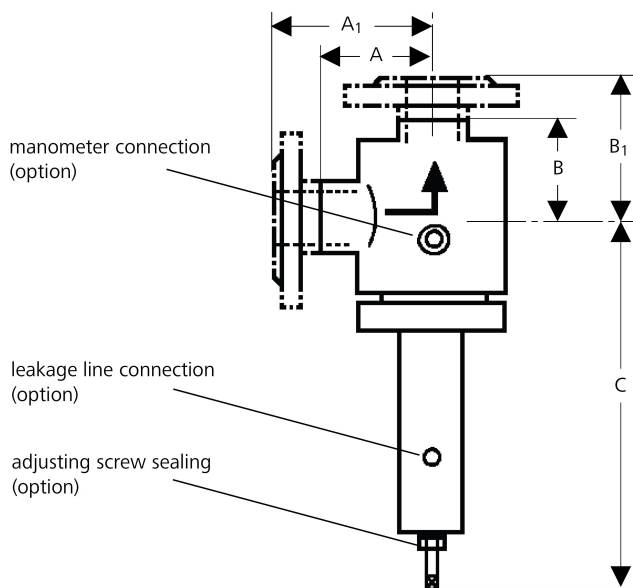 A₁
A
manometer connection
(option)
B
B₁
leakage line connection
(option)
C
adjusting screw sealing
(option)